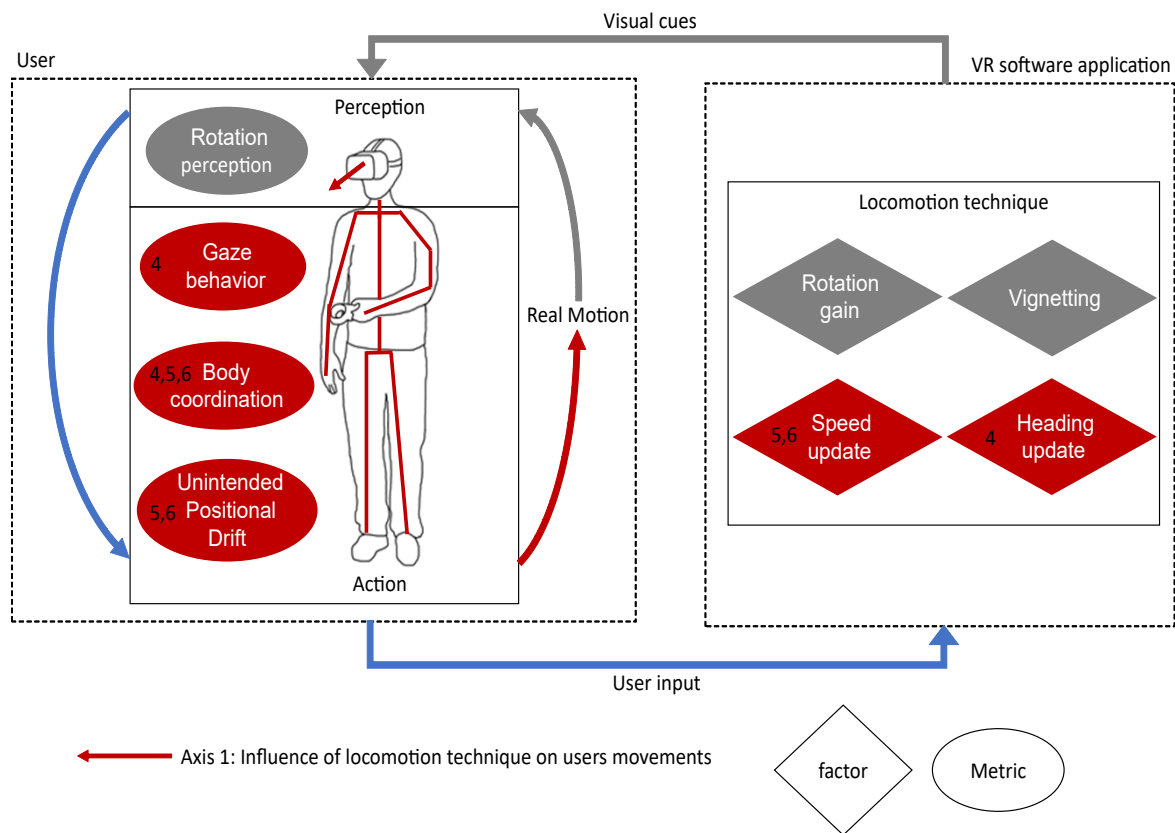 Visual cues
User
VR software application
Perception
Rotation
perception
Locomotion technique
4 Gaze
behavior
Rotation
gain
Vignetting
Real Motion
4,5,6 Body
coordination
5,6 Speed
update
4 Heading
update
Unintended
5,6 Positional
Drift
Action
User input
Axis 1: Influence of locomotion technique on users movements
factor
Metric